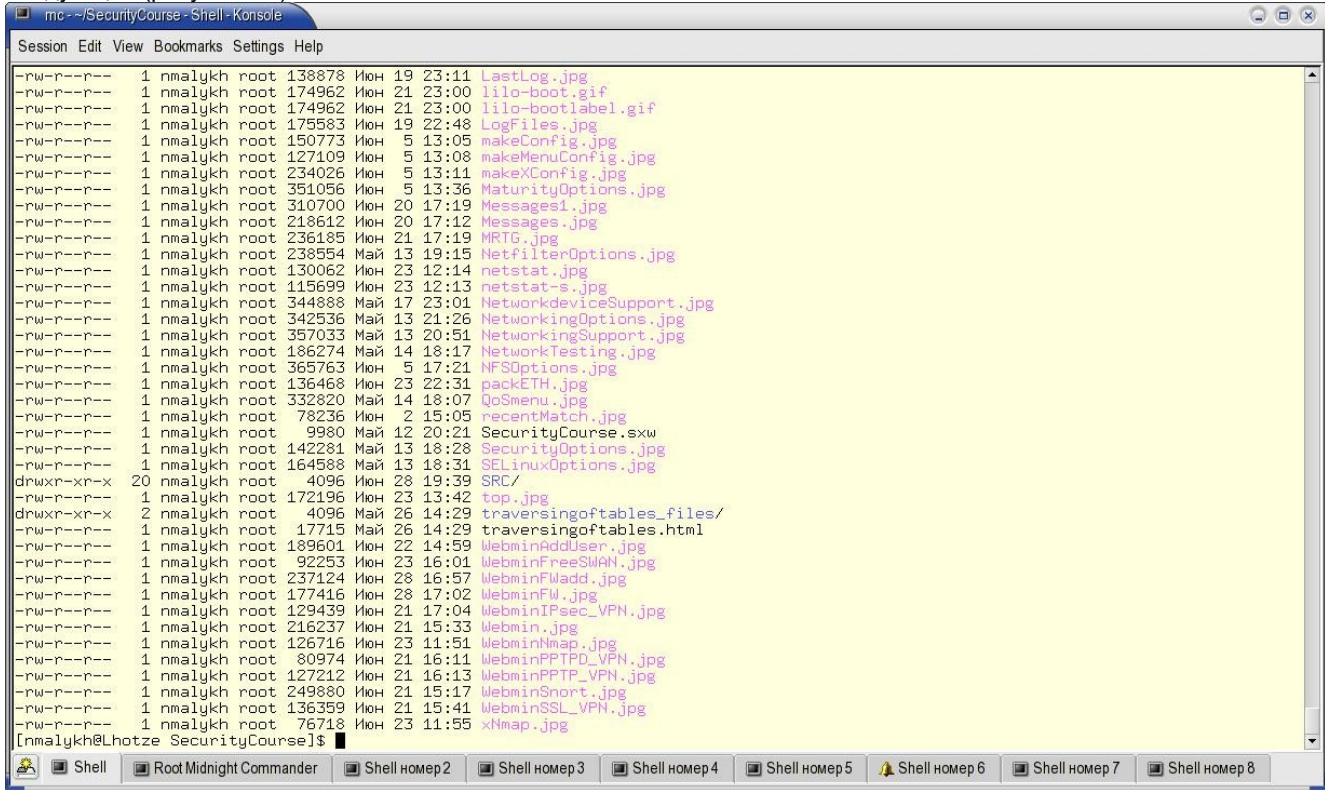 mc - ~/SecurityCourse - Shell - Konsole
Session Edit View Bookmarks Settings Help
-rw-r--r-- 1 nmalykh root 138878 Июн 19 23:11 LastLog.jpg
-rw-r--r-- 1 nmalykh root 174962 Июн 21 23:00 lilo-boot.gif
-rw-r--r-- 1 nmalykh root 174962 Июн 21 23:00 lilo-bootlabel.gif
-rw-r--r-- 1 nmalykh root 175583 Июн 19 22:48 LogFiles.jpg
-rw-r--r-- 1 nmalykh root 150773 Июн 5 13:05 makeConfig.jpg
-rw-r--r-- 1 nmalykh root 127109 Июн 5 13:08 makeMenuConfig.jpg
-rw-r--r-- 1 nmalykh root 234026 Июн 5 13:11 makeXConfig.jpg
-rw-r--r-- 1 nmalykh root 351056 Июн 5 13:36 MaturityOptions.jpg
-rw-r--r-- 1 nmalykh root 310700 Июн 20 17:19 Messages1.jpg
-rw-r--r-- 1 nmalykh root 218612 Июн 20 17:12 Messages.jpg
-rw-r--r-- 1 nmalykh root 236185 Июн 21 17:19 MRTG.jpg
-rw-r--r-- 1 nmalykh root 238554 Май 13 19:15 NetfilterOptions.jpg
-rw-r--r-- 1 nmalykh root 130062 Июн 23 12:14 netstat.jpg
-rw-r--r-- 1 nmalykh root 115699 Июн 23 12:13 netstat-s.jpg
-rw-r--r-- 1 nmalykh root 344888 Май 17 23:01 NetworkdeviceSupport.jpg
-rw-r--r-- 1 nmalykh root 342536 Май 13 21:26 NetworkingOptions.jpg
-rw-r--r-- 1 nmalykh root 357033 Май 13 20:51 NetworkingSupport.jpg
-rw-r--r-- 1 nmalykh root 186274 Май 14 18:17 NetworkTesting.jpg
-rw-r--r-- 1 nmalykh root 365763 Июн 5 17:21 NFSOptions.jpg
-rw-r--r-- 1 nmalykh root 136468 Июн 23 22:31 packETH.jpg
-rw-r--r-- 1 nmalykh root 332820 Май 14 18:07 QoSmenu.jpg
-rw-r--r-- 1 nmalykh root 78236 Июн 2 15:05 recentMatch.jpg
-rw-r--r-- 1 nmalykh root 9980 Май 12 20:21 SecurityCourse.sxw
-rw-r--r-- 1 nmalykh root 142281 Май 13 18:28 SecurityOptions.jpg
-rw-r--r-- 1 nmalykh root 164588 Май 13 18:31 SELinuxOptions.jpg
drwxr-xr-x 20 nmalykh root 4096 Июн 28 19:39 SRC/
-rw-r--r-- 1 nmalykh root 172196 Июн 23 13:42 top.jpg
drwxr-xr-x 2 nmalykh root 4096 Май 26 14:29 traversingoftables_files/
-rw-r--r-- 1 nmalykh root 17715 Май 26 14:29 traversingoftables.html
-rw-r--r-- 1 nmalykh root 189601 Июн 22 14:59 WebminAddUser.jpg
-rw-r--r-- 1 nmalykh root 92253 Июн 23 16:01 WebminFreeSWAN.jpg
-rw-r--r-- 1 nmalykh root 237124 Июн 28 16:57 WebminFWadd.jpg
-rw-r--r-- 1 nmalykh root 177416 Июн 28 17:02 WebminFW.jpg
-rw-r--r-- 1 nmalykh root 129439 Июн 21 17:04 WebminIPsec_VPN.jpg
-rw-r--r-- 1 nmalykh root 216237 Июн 21 15:33 Webmin.jpg
-rw-r--r-- 1 nmalykh root 126716 Июн 23 11:51 WebminNmap.jpg
-rw-r--r-- 1 nmalykh root 80974 Июн 21 16:11 WebminPPTPD_VPN.jpg
-rw-r--r-- 1 nmalykh root 127212 Июн 21 16:13 WebminPPTP_VPN.jpg
-rw-r--r-- 1 nmalykh root 249880 Июн 21 15:17 WebminSnort.jpg
-rw-r--r-- 1 nmalykh root 136359 Июн 21 15:41 WebminSSL_VPN.jpg
-rw-r--r-- 1 nmalykh root 76718 Июн 23 11:55 xNmap.jpg
[nmalykh@Lhotze SecurityCourse]$
Shell Root Midnight Commander Shell номер 2 Shell номер 3 Shell номер 4 Shell номер 5 Shell номер 6 Shell номер 7 Shell номер 8